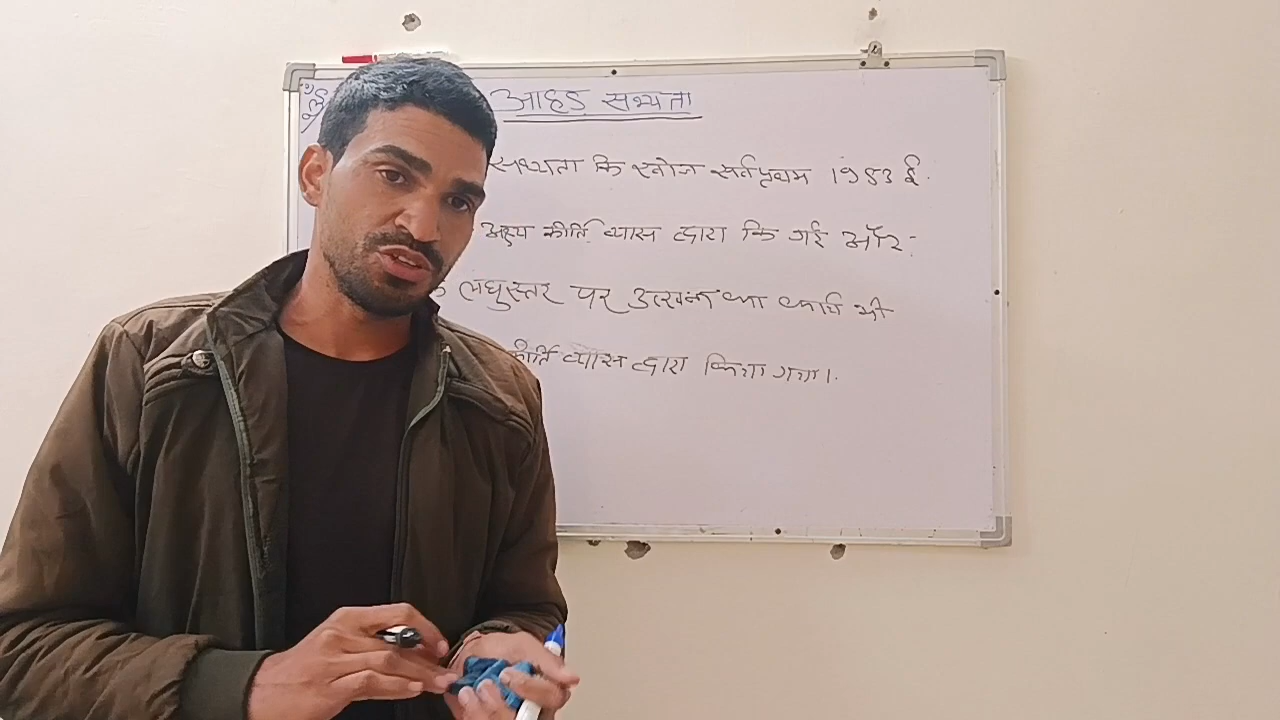 आहड सभ्यता
सभ्यता कि खोज सर्वप्रथम 1953 ई.
अक्षय कीर्ति व्यास द्वारा कि गई और
लघुस्तर पर उत्खनन का कार्य भी
कीर्ति व्यास द्वारा किया गया।